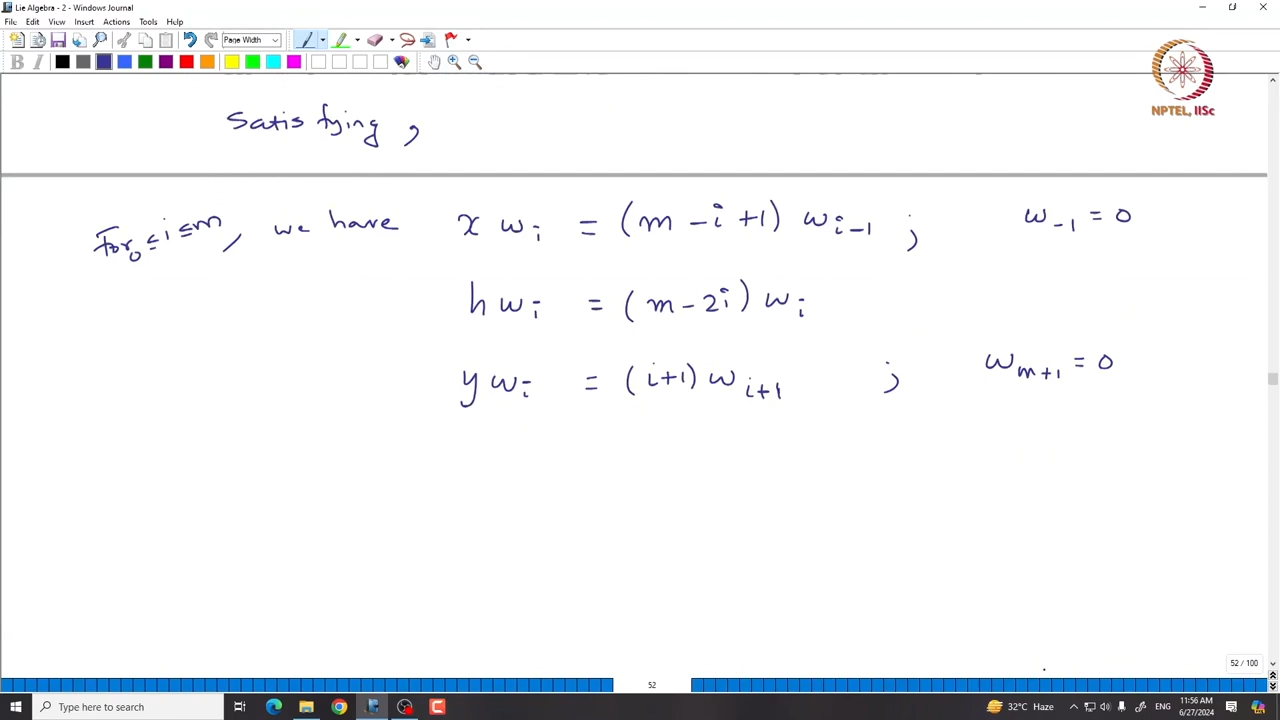 Lie Algebra - 2 - Windows Journal
File Edit View Insert Actions Tools Help
Page Width
B I
NPTEL, IISc
Satisfying,
For 0 ≤ i ≤ m, we have x w_i = (m - i + 1) w_{i-1} ; w_{-1} = 0
h w_i = (m - 2i) w_i
y w_i = (i+1) w_{i+1} ; w_{m+1} = 0
52 / 100
52
Type here to search
32°C Haze
ENG
11:56 AM
6/27/2024